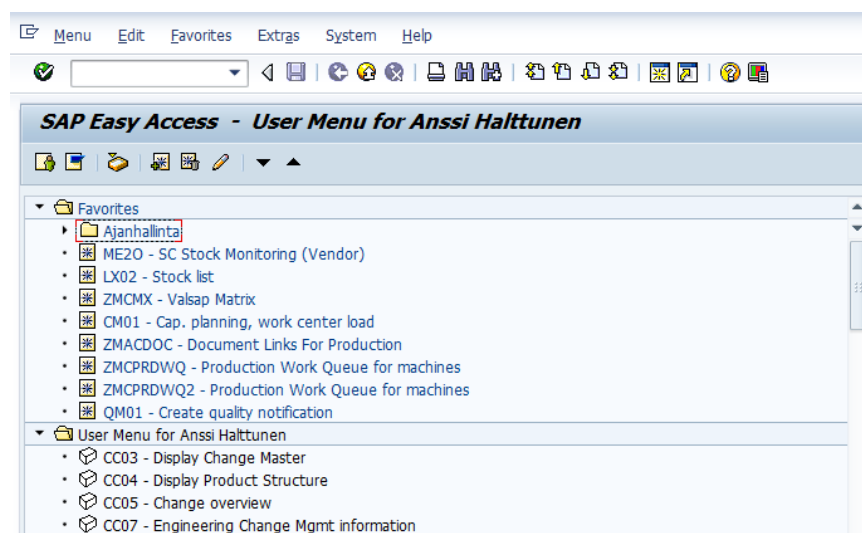 Menu Edit Favorites Extras System Help
SAP Easy Access - User Menu for Anssi Halttunen
Favorites
Ajanhallinta
ME2O - SC Stock Monitoring (Vendor)
LX02 - Stock list
ZMCMX - Valsap Matrix
CM01 - Cap. planning, work center load
ZMACDOC - Document Links For Production
ZMCPRDWQ - Production Work Queue for machines
ZMCPRDWQ2 - Production Work Queue for machines
QM01 - Create quality notification
User Menu for Anssi Halttunen
CC03 - Display Change Master
CC04 - Display Product Structure
CC05 - Change overview
CC07 - Engineering Change Mgmt information